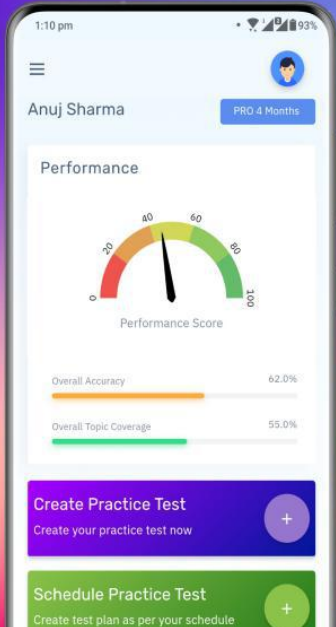 1:10 pm
93%
Anuj Sharma
PRO 4 Months
Performance
0
20
40
60
80
100
Performance Score
Overall Accuracy 62.0%
Overall Topic Coverage 55.0%
Create Practice Test
Create your practice test now
+
Schedule Practice Test
Create test plan as per your schedule
+